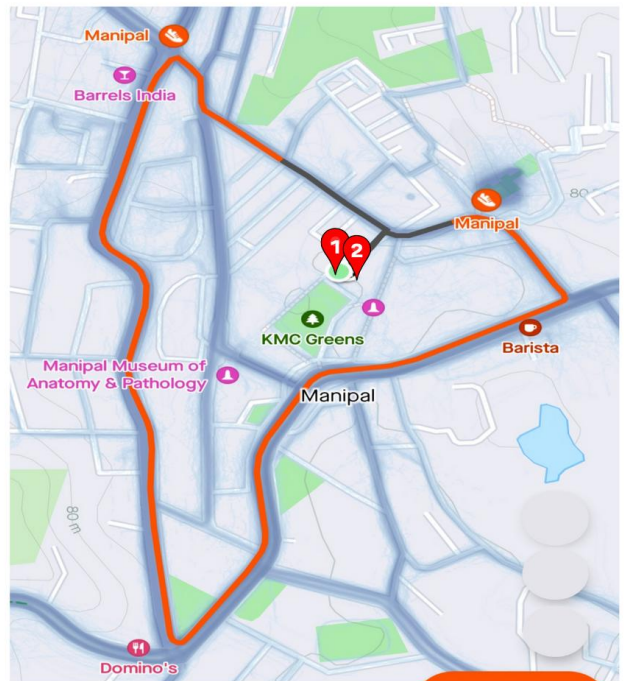 Manipal
Barrels India
80
Manipal
1
2
KMC Greens
Barista
Manipal Museum of
Anatomy & Pathology
Manipal
80 m
Domino's